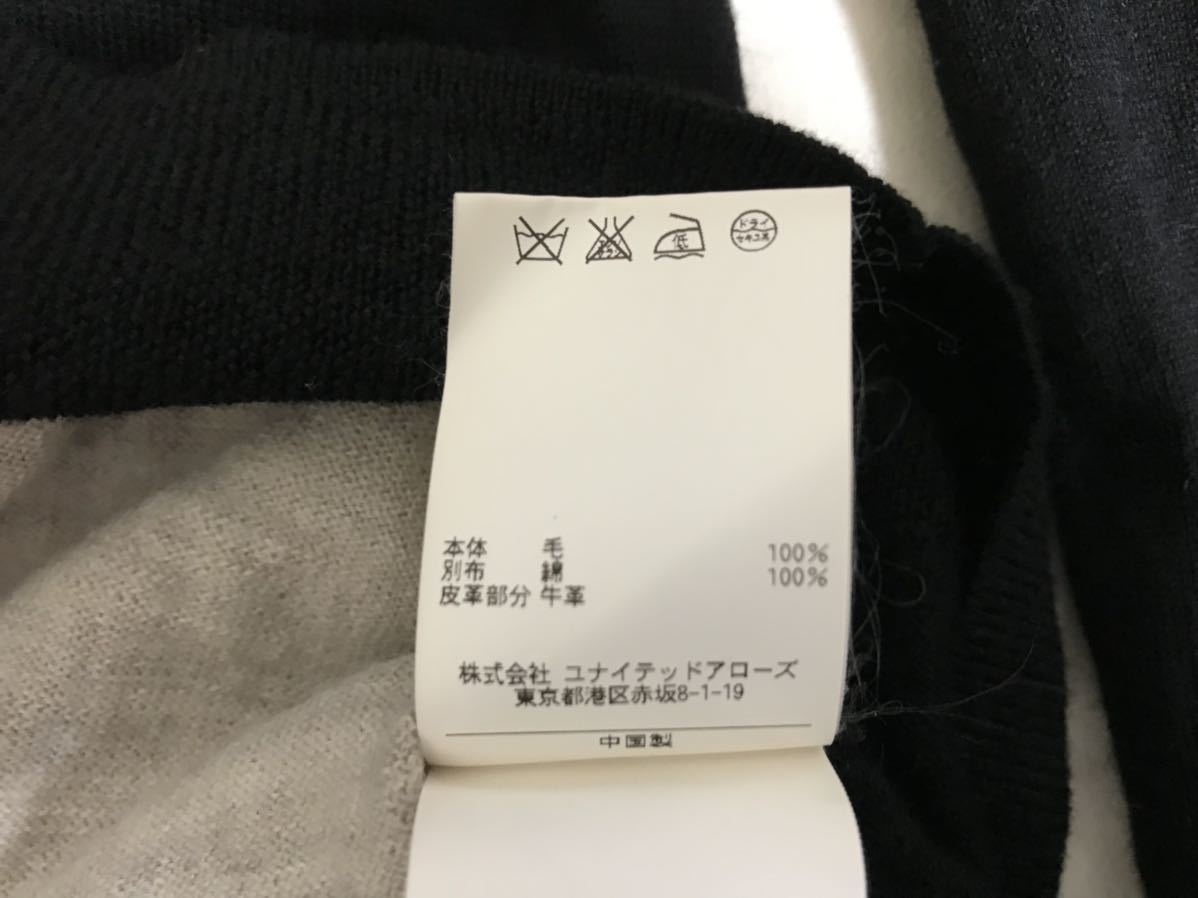 低 ドライ
セキユ系
本体 毛 100%
別布 綿 100%
皮革部分 牛革
株式会社 ユナイテッドアローズ
東京都港区赤坂8-1-19
中国製